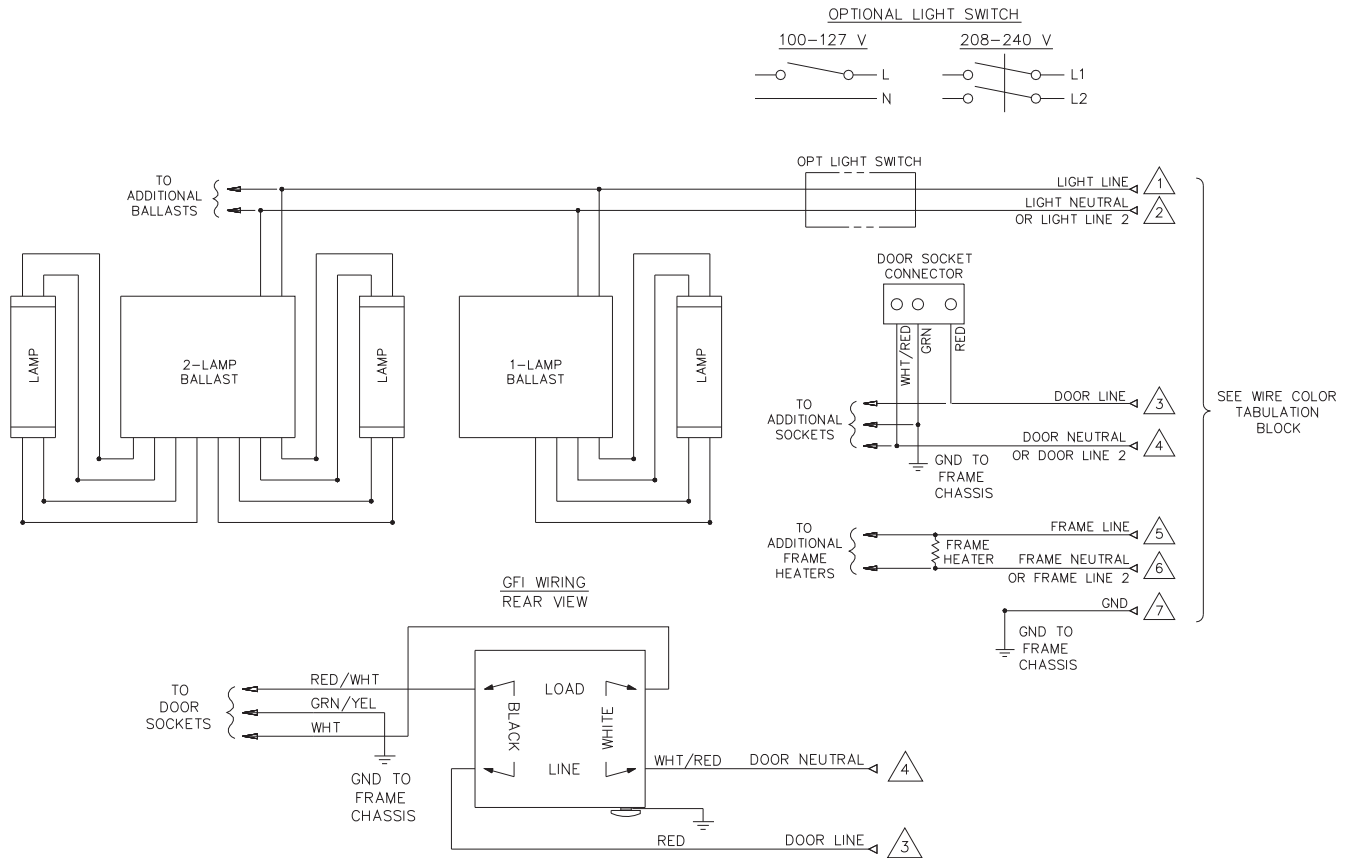 OPTIONAL LIGHT SWITCH
100-127 V
208-240 V
L
N
L1
L2
TO
ADDITIONAL
BALLASTS
OPT LIGHT SWITCH
LIGHT LINE
1
LIGHT NEUTRAL
OR LIGHT LINE 2
2
DOOR SOCKET
CONNECTOR
WHT/RED
GRN
RED
LAMP
2-LAMP
BALLAST
LAMP
1-LAMP
BALLAST
LAMP
TO
ADDITIONAL
SOCKETS
DOOR LINE
3
DOOR NEUTRAL
OR DOOR LINE 2
4
GND TO
FRAME
CHASSIS
SEE WIRE COLOR
TABULATION
BLOCK
TO
ADDITIONAL
FRAME
HEATERS
FRAME
HEATER
FRAME LINE
5
FRAME NEUTRAL
OR FRAME LINE 2
6
GND
7
GND TO
FRAME
CHASSIS
GFI WIRING
REAR VIEW
TO
DOOR
SOCKETS
RED/WHT
GRN/YEL
WHT
GND TO
FRAME
CHASSIS
LOAD
BLACK
WHITE
LINE
WHT/RED
DOOR NEUTRAL
4
RED
DOOR LINE
3